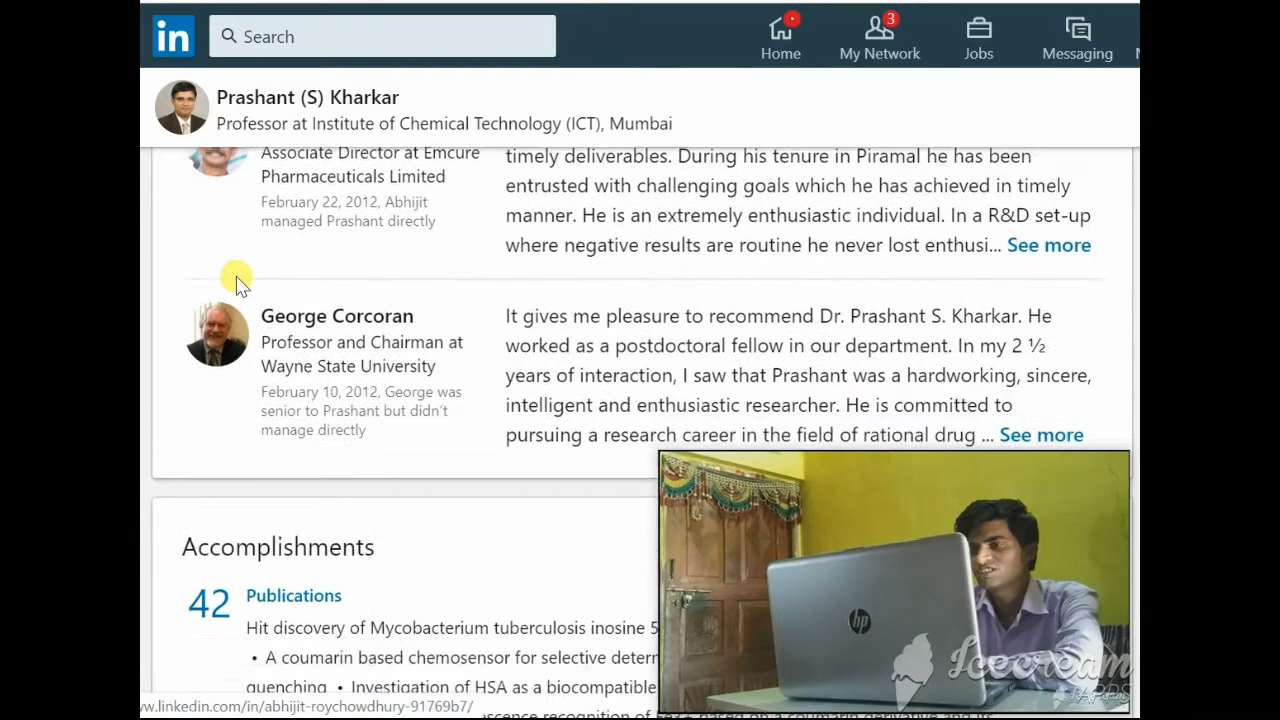 in
Search
3
Home
My Network
Jobs
Messaging
Prashant (S) Kharkar
Professor at Institute of Chemical Technology (ICT), Mumbai
Associate Director at Emcure
Pharmaceuticals Limited
February 22, 2012, Abhijit
managed Prashant directly
timely deliverables. During his tenure in Piramal he has been
entrusted with challenging goals which he has achieved in timely
manner. He is an extremely enthusiastic individual. In a R&D set-up
where negative results are routine he never lost enthusi... See more
George Corcoran
Professor and Chairman at
Wayne State University
February 10, 2012, George was
senior to Prashant but didn’t
manage directly
It gives me pleasure to recommend Dr. Prashant S. Kharkar. He
worked as a postdoctoral fellow in our department. In my 2 ½
years of interaction, I saw that Prashant was a hardworking, sincere,
intelligent and enthusiastic researcher. He is committed to
pursuing a research career in the field of rational drug ... See more
Accomplishments
42
Publications
Hit discovery of Mycobacterium tuberculosis inosine 5
• A coumarin based chemosensor for selective deterr
quenching • Investigation of HSA as a biocompatible
w.linkedin.com/in/abhijit-roychowdhury-91769b7/
based on a coumarin derivative and its
hp
Icecream
APPS